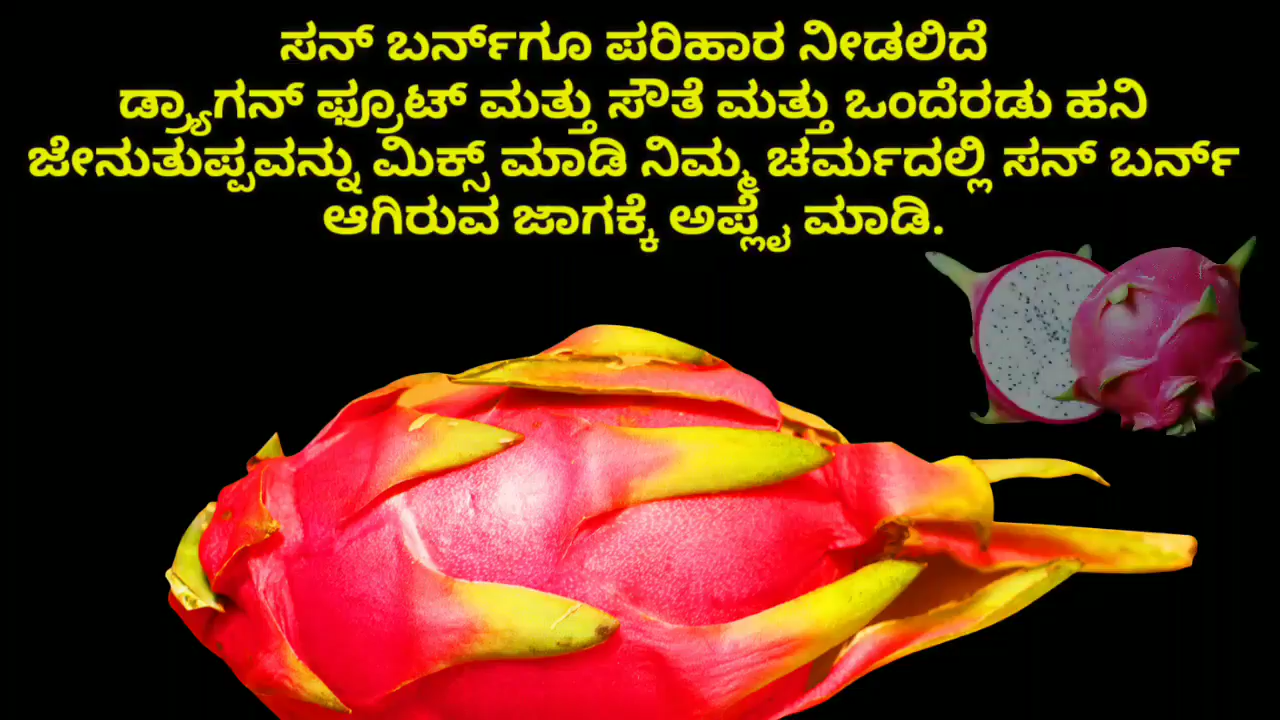 ಸನ್ ಬರ್ನ್‌ಗೂ ಪರಿಹಾರ ನೀಡಲಿದೆ
ಡ್ರ್ಯಾಗನ್ ಫ್ರೂಟ್ ಮತ್ತು ಸೌತೆ ಮತ್ತು ಒಂದೆರಡು ಹನಿ
ಜೇನುತುಪ್ಪವನ್ನು ಮಿಕ್ಸ್ ಮಾಡಿ ನಿಮ್ಮ ಚರ್ಮದಲ್ಲಿ ಸನ್ ಬರ್ನ್
ಆಗಿರುವ ಜಾಗಕ್ಕೆ ಅಪ್ಲೈ ಮಾಡಿ.